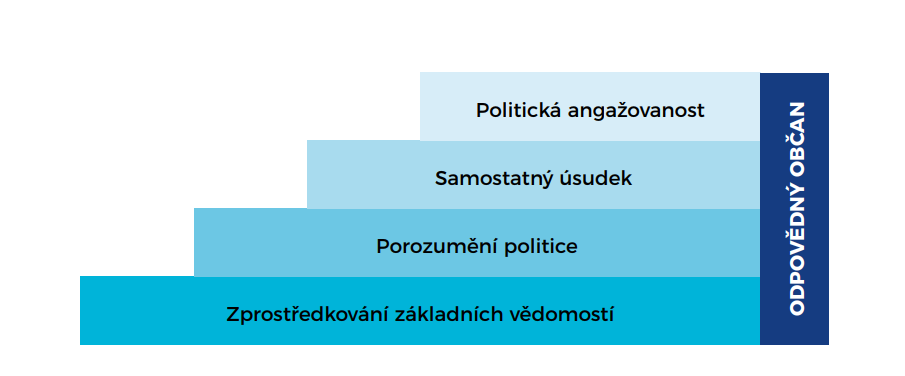 Politická angažovanost
Samostatný úsudek
Porozumění politice
Zprostředkování základních vědomostí
ODPOVĚDNÝ OBČAN